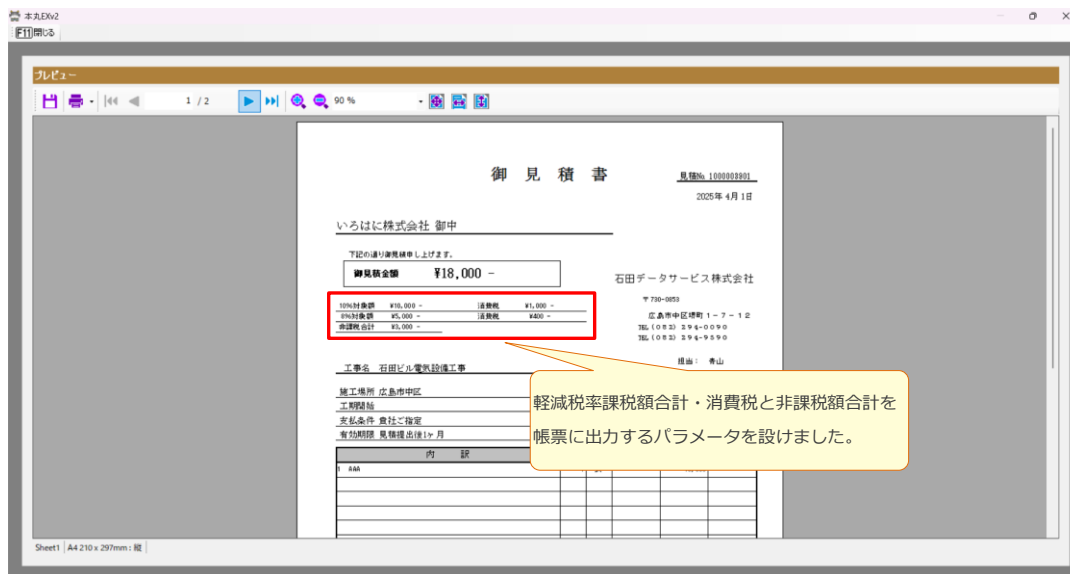 本丸EXv2
F11閉じる
プレビュー
1 / 2
90 %
御見積書
見積No. 1000003901
2025年 4月 1日
いろはに株式会社 御中
下記の通り御見積申し上げます。
御見積金額 ¥18,000 -
石田データサービス株式会社
10%対象額 ¥10,000 - 消費税 ¥1,000 -
8%対象額 ¥5,000 - 消費税 ¥400 -
非課税合計 ¥3,000 -
〒730-0853
広島市中区堺町1-7-12
TEL(082)294-0090
TEL(082)294-9590
担当： 青山
工事名 石田ビル電気設備工事
施工場所 広島市中区
工期開始
支払条件 貴社ご指定
有効期限 見積提出後1ヶ月
軽減税率課税額合計・消費税と非課税額合計を
帳票に出力するパラメータを設けました。
内 訳
1 AAA
Sheet1 A4 210 x 297mm : 縦